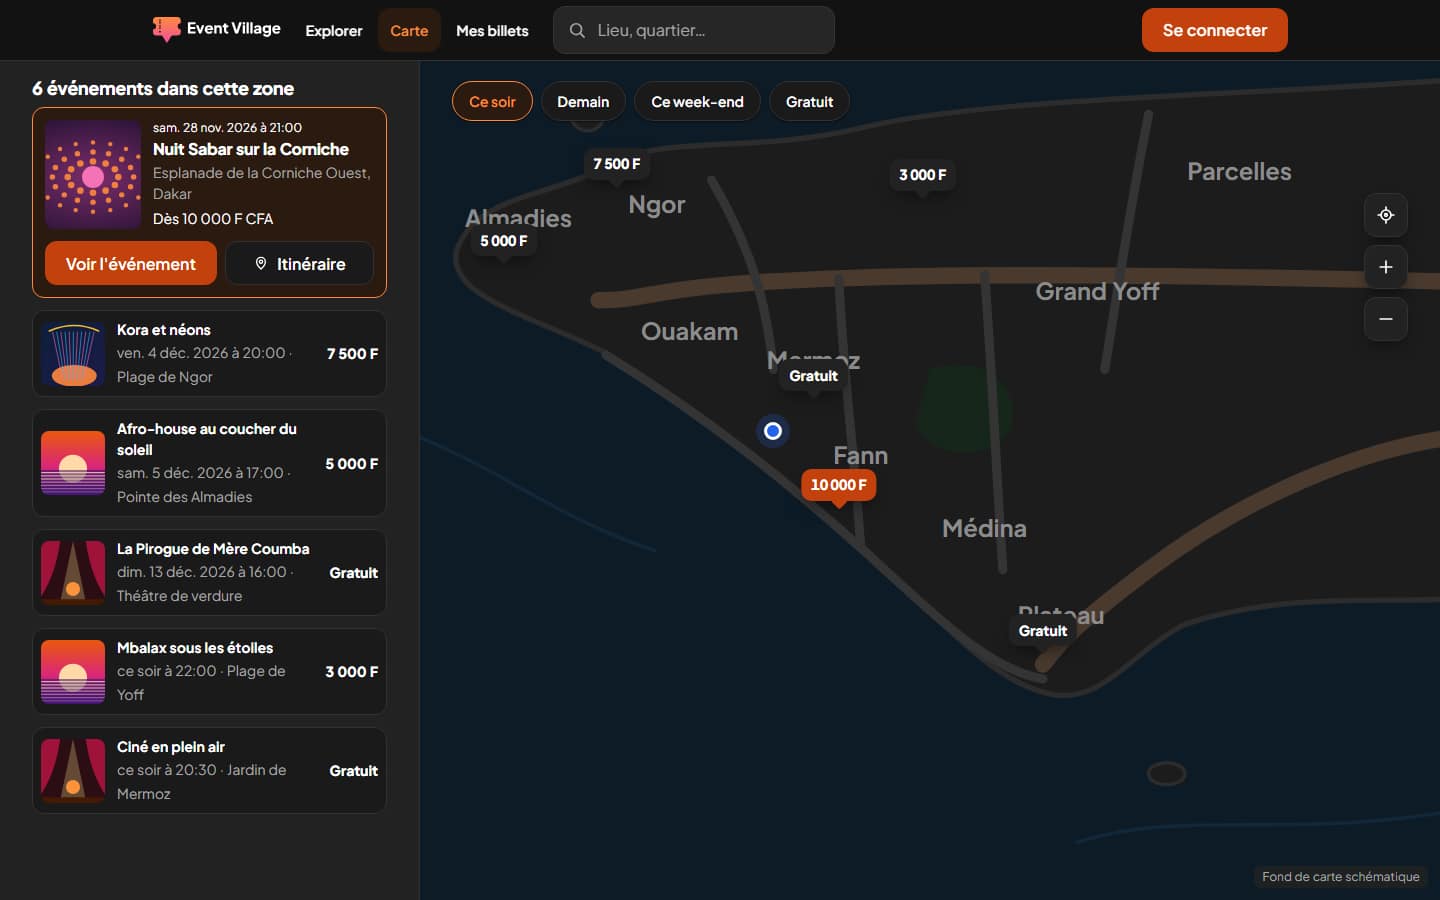 Event Village
Explorer
Carte
Mes billets
Lieu, quartier...
Se connecter
6 événements dans cette zone
sam. 28 nov. 2026 à 21:00
Nuit Sabar sur la Corniche
Esplanade de la Corniche Ouest,
Dakar
Dès 10 000 F CFA
Voir l'événement
Itinéraire
Kora et néons
ven. 4 déc. 2026 à 20:00 ·
Plage de Ngor
7 500 F
Afro-house au coucher du
soleil
sam. 5 déc. 2026 à 17:00 ·
Pointe des Almadies
5 000 F
La Pirogue de Mère Coumba
dim. 13 déc. 2026 à 16:00 ·
Théâtre de verdure
Gratuit
Mbalax sous les étoiles
ce soir à 22:00 · Plage de
Yoff
3 000 F
Ciné en plein air
ce soir à 20:30 · Jardin de
Mermoz
Gratuit
Ce soir
Demain
Ce week-end
Gratuit
7 500 F
3 000 F
Parcelles
Ngor
Almadies
5 000 F
Grand Yoff
Ouakam
Mermoz
Gratuit
Fann
10 000 F
Médina
Plateau
Gratuit
Fond de carte schématique